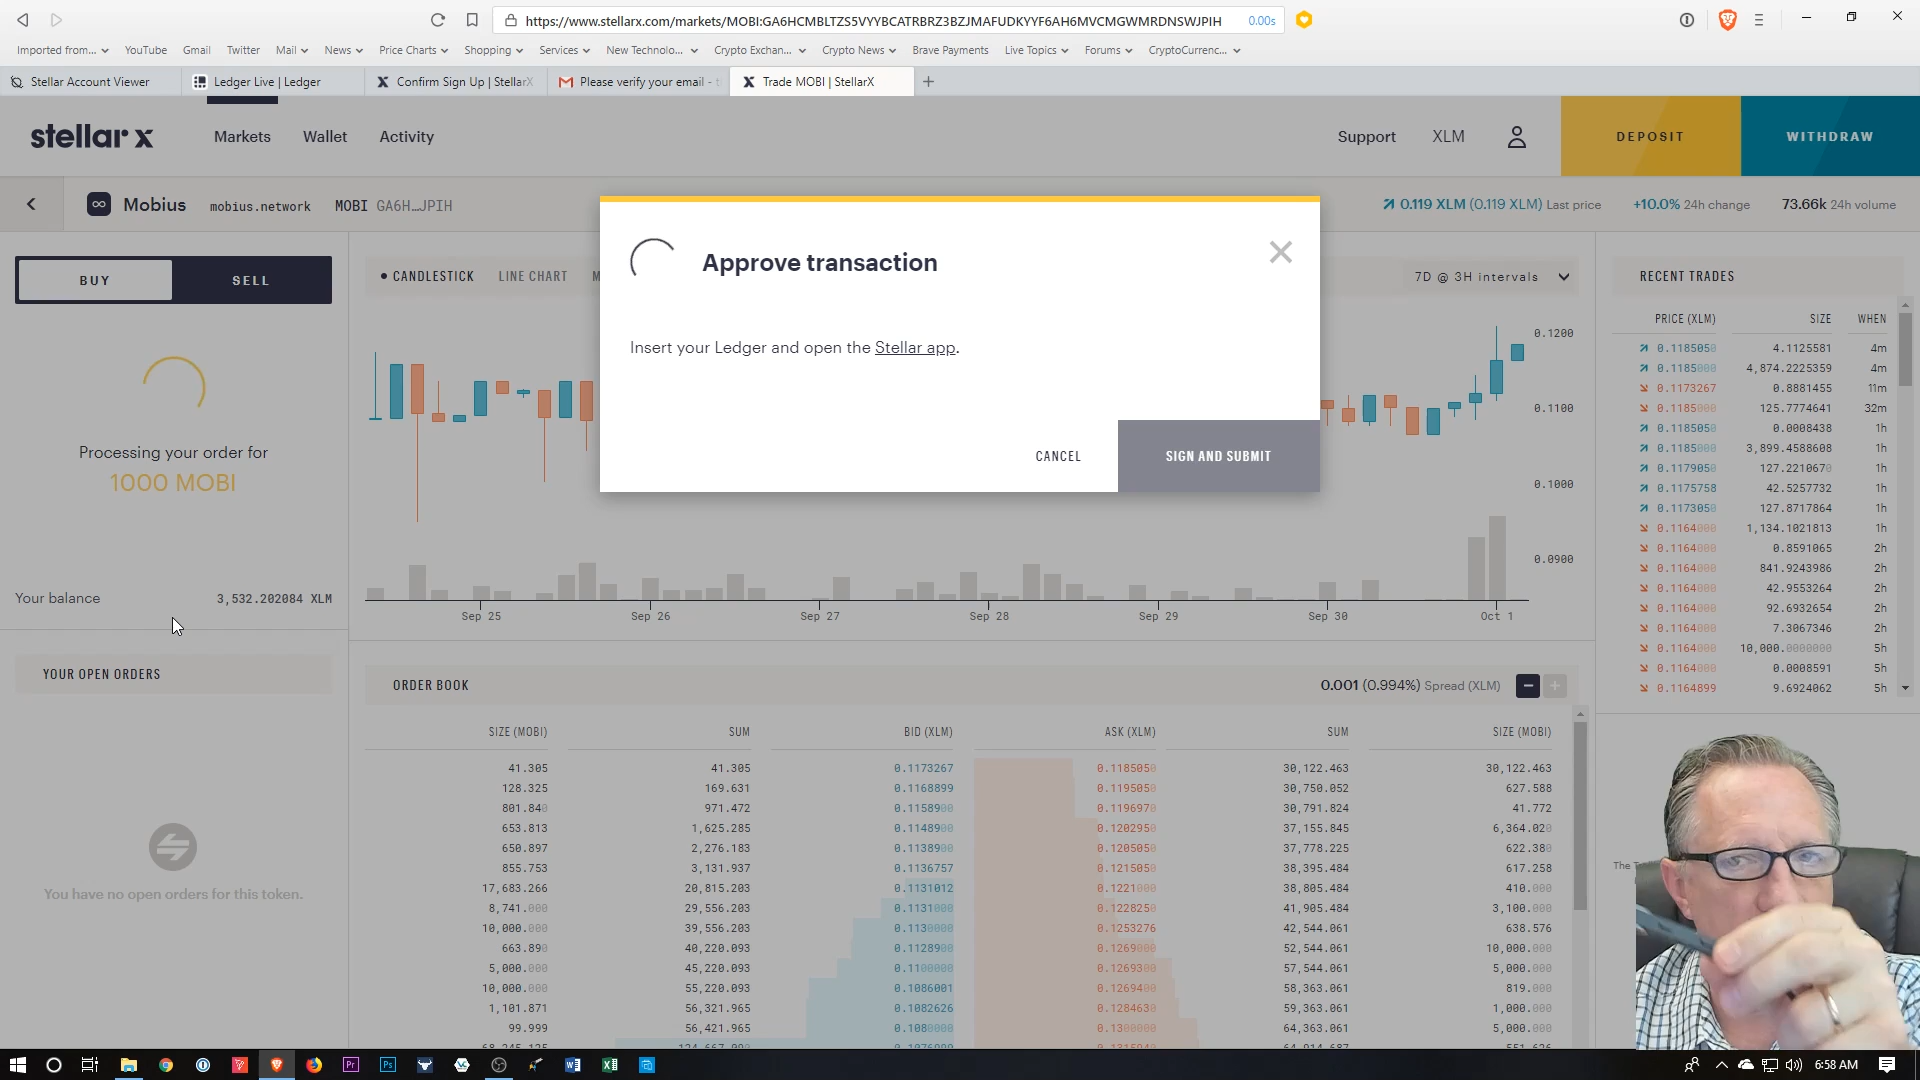 https://www.stellarx.com/markets/MOBI:GA6HCMBLTZS5VYYBCATRBRZ3BZJMAFUDKYYF6AH6MVCMGWMRDNSWJPIH 0.00s
Imported from... YouTube Gmail Twitter Mail News Price Charts Shopping Services New Technolo... Crypto Exchan... Crypto News Brave Payments Live Topics Forums CryptoCurrenc...
Stellar Account Viewer Ledger Live | Ledger Confirm Sign Up | StellarX Please verify your email - Trade MOBI | StellarX
stellar x Markets Wallet Activity Support XLM DEPOSIT WITHDRAW
Mobius mobius.network MOBI GA6H...JPIH 0.119 XLM (0.119 XLM) Last price +10.0% 24h change 73.66k 24h volume
Approve transaction
Insert your Ledger and open the Stellar app.
CANCEL SIGN AND SUBMIT
BUY SELL
Processing your order for
1000 MOBI
Your balance 3,532.202084 XLM
YOUR OPEN ORDERS
You have no open orders for this token.
CANDLESTICK LINE CHART M 7D @ 3H intervals
0.1200
0.1100
0.1000
0.0900
Sep 25 Sep 26 Sep 27 Sep 28 Sep 29 Sep 30 Oct 1
ORDER BOOK 0.001 (0.994%) Spread (XLM)
SIZE (MOBI) SUM BID (XLM) ASK (XLM) SUM SIZE (MOBI)
41.305 41.305 0.1173267 0.1185050 30,122.463 30,122.463
128.325 169.631 0.1168899 0.1195050 30,750.052 627.588
801.840 971.472 0.1158900 0.1196970 30,791.824 41.772
653.813 1,625.285 0.1148900 0.1202950 37,155.845 6,364.020
650.897 2,276.183 0.1138900 0.1205050 37,778.225 622.380
855.753 3,131.937 0.1136757 0.1215050 38,395.484 617.258
17,683.266 20,815.203 0.1131012 0.1221000 38,805.484 410.000
8,741.000 29,556.203 0.1131000 0.1228250 41,905.484 3,100.000
10,000.000 39,556.203 0.1130000 0.1253276 42,544.061 638.576
663.890 40,220.093 0.1128900 0.1269000 52,544.061 10,000.000
5,000.000 45,220.093 0.1100000 0.1269300 57,544.061 5,000.000
10,000.000 55,220.093 0.1086001 0.1269400 58,363.061 819.000
1,101.871 56,321.965 0.1082626 0.1284630 59,363.061 1,000.000
99.999 56,421.965 0.1080000 0.1300000 64,363.061 5,000.000
RECENT TRADES
PRICE (XLM) SIZE WHEN
0.1185050 4.1125581 4m
0.1185000 4,874.2225359 4m
0.1173267 0.8881455 11m
0.1185000 125.7774641 32m
0.1185050 0.0008438 1h
0.1185000 3,899.4588608 1h
0.1179050 127.2210670 1h
0.1175758 42.5257732 1h
0.1173050 127.8717864 1h
0.1164000 1,134.1021813 1h
0.1164000 0.8591065 2h
0.1164000 841.9243986 2h
0.1164000 42.9553264 2h
0.1164000 92.6932654 2h
0.1164000 7.3067346 2h
0.1164000 10,000.0000000 5h
0.1164000 0.0008591 5h
0.1164899 9.6924062 5h
The
6:58 AM